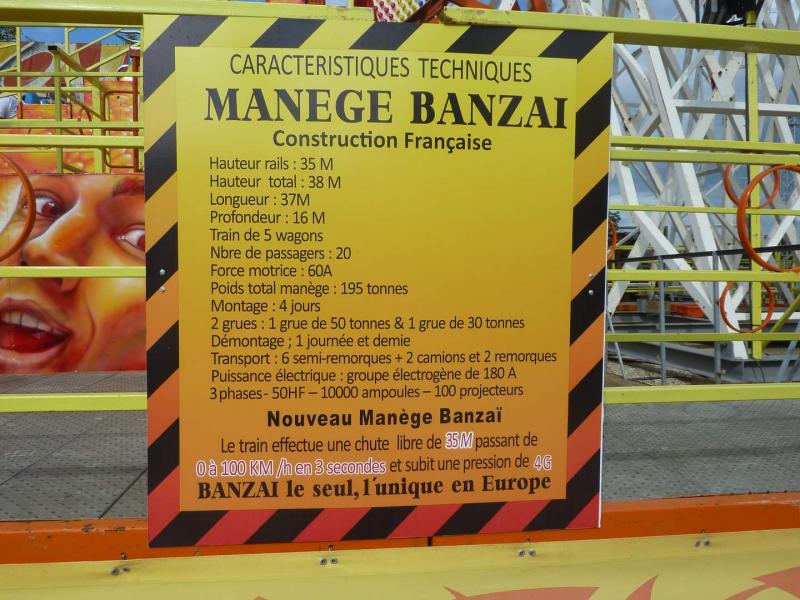 CARACTERISTIQUES TECHNIQUES
MANEGE BANZAI
Construction Française
Hauteur rails : 35 M
Hauteur total : 38 M
Longueur : 37M
Profondeur : 16 M
Train de 5 wagons
Nbre de passagers : 20
Force motrice : 60A
Poids total manège : 195 tonnes
Montage : 4 jours
2 grues : 1 grue de 50 tonnes & 1 grue de 30 tonnes
Démontage ; 1 journée et demie
Transport : 6 semi-remorques + 2 camions et 2 remorques
Puissance électrique : groupe électrogène de 180 A
3 phases - 50HF – 10000 ampoules – 100 projecteurs
Nouveau Manège Banzaï
Le train effectue une chute libre de 35 M passant de
0 à 100 KM /h en 3 secondes et subit une pression de 4 G
BANZAI le seul, l'unique en Europe